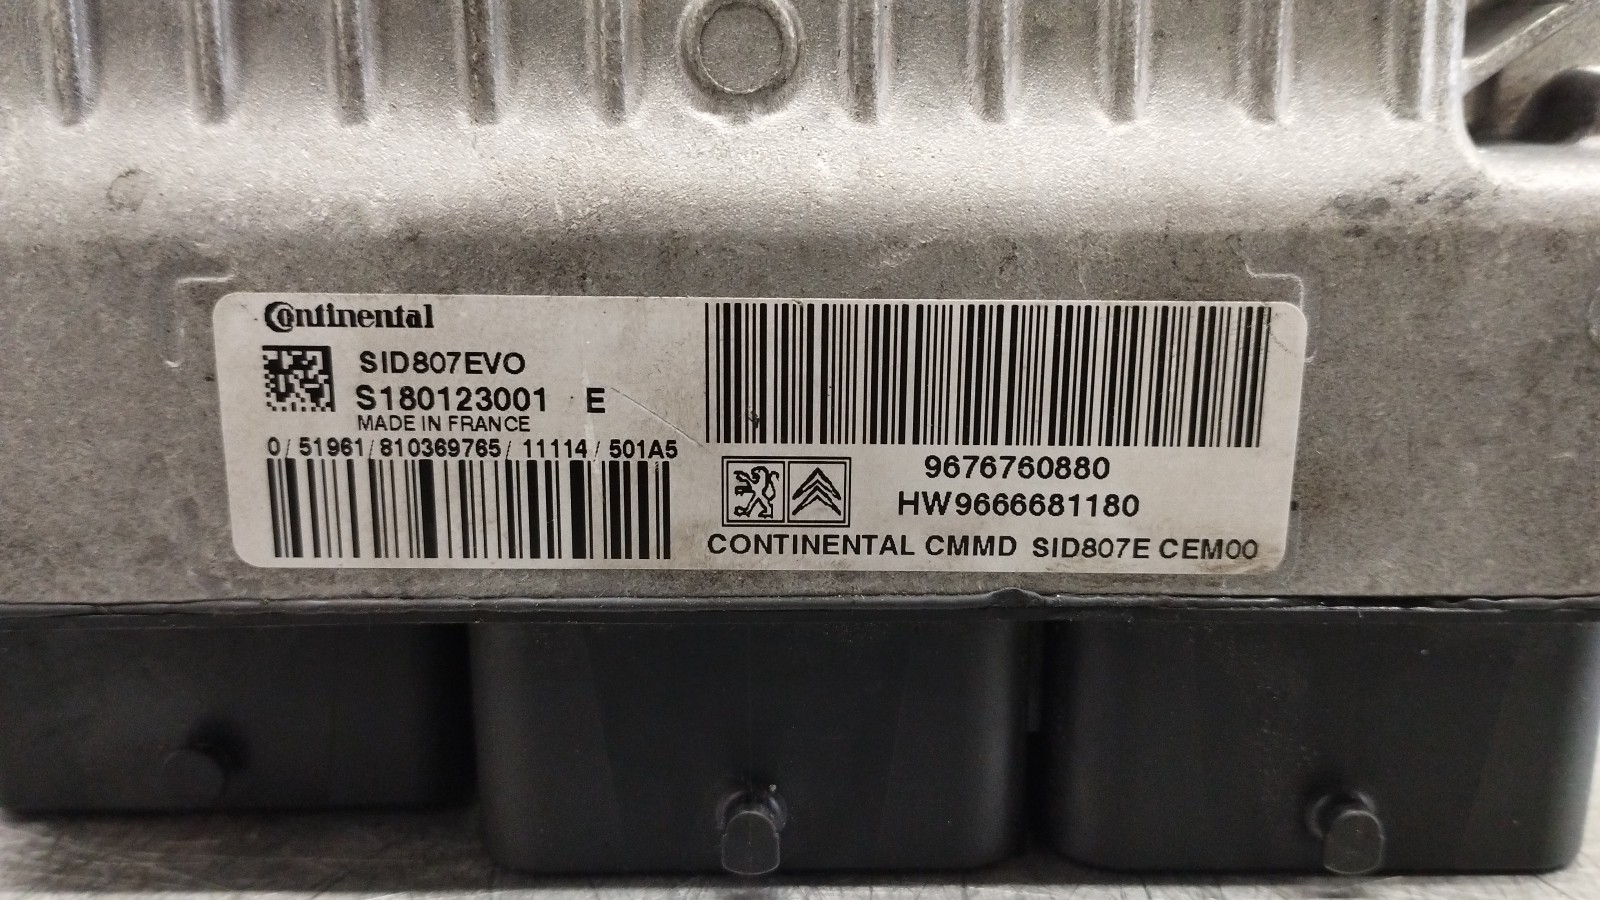 Continental
SID807EVO
S180123001 E
MADE IN FRANCE
0/51961/810369765/11114/501A5
9676760880
HW9666681180
CONTINENTAL CMMD SID807E CEM00